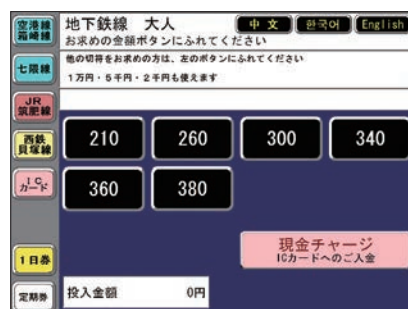 空港線
箱崎線
七隈線
JR
筑肥線
西鉄
貝塚線
IC
カード
1日券
定期券
地下鉄線 大人
中文
한국어
English
お求めの金額ボタンにふれてください
他の切符をお求めの方は、左のボタンにふれてください
1万円・5千円・2千円も使えます
210
260
300
340
360
380
現金チャージ
ICカードへのご入金
投入金額 0円